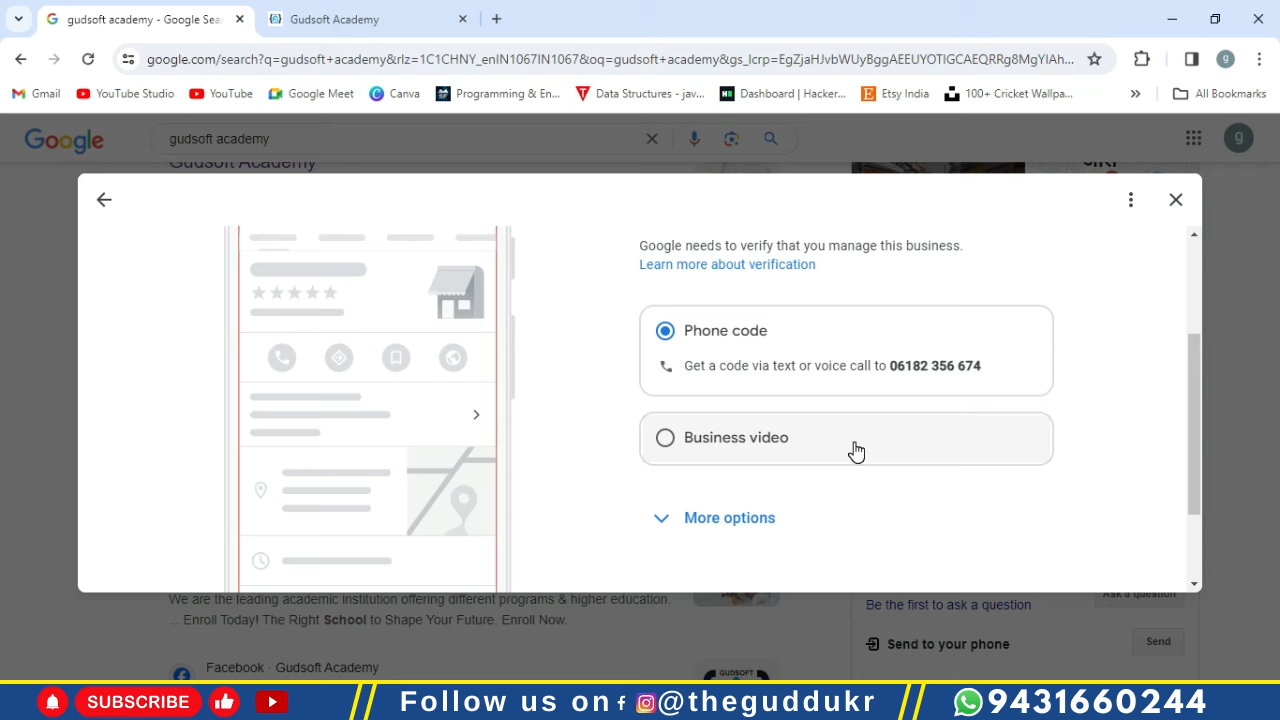 gudsoft academy - Google Sea
Gudsoft Academy
google.com/search?q=gudsoft+academy&rlz=1C1CHNY_enIN1067IN1067&oq=gudsoft+academy&gs_lcrp=EgZjaHJvbWUyBggAEEUYOTIGCAEQRRg8MgYIAh...
g
Gmail
YouTube Studio
YouTube
Google Meet
Canva
Programming & En...
Data Structures - jav...
Dashboard | Hacker...
Etsy India
100+ Cricket Wallpa...
All Bookmarks
Google
gudsoft academy
g
Gudsoft Academy
Google needs to verify that you manage this business.
Learn more about verification
Phone code
Get a code via text or voice call to 06182 356 674
Business video
More options
We are the leading academic institution offering different programs & higher education.
... Enroll Today! The Right School to Shape Your Future. Enroll Now.
Ask a question
Be the first to ask a question
Send to your phone
Send
Facebook · Gudsoft Academy
GUDSOFT
SUBSCRIBE
Follow us on f @theguddukr
9431660244